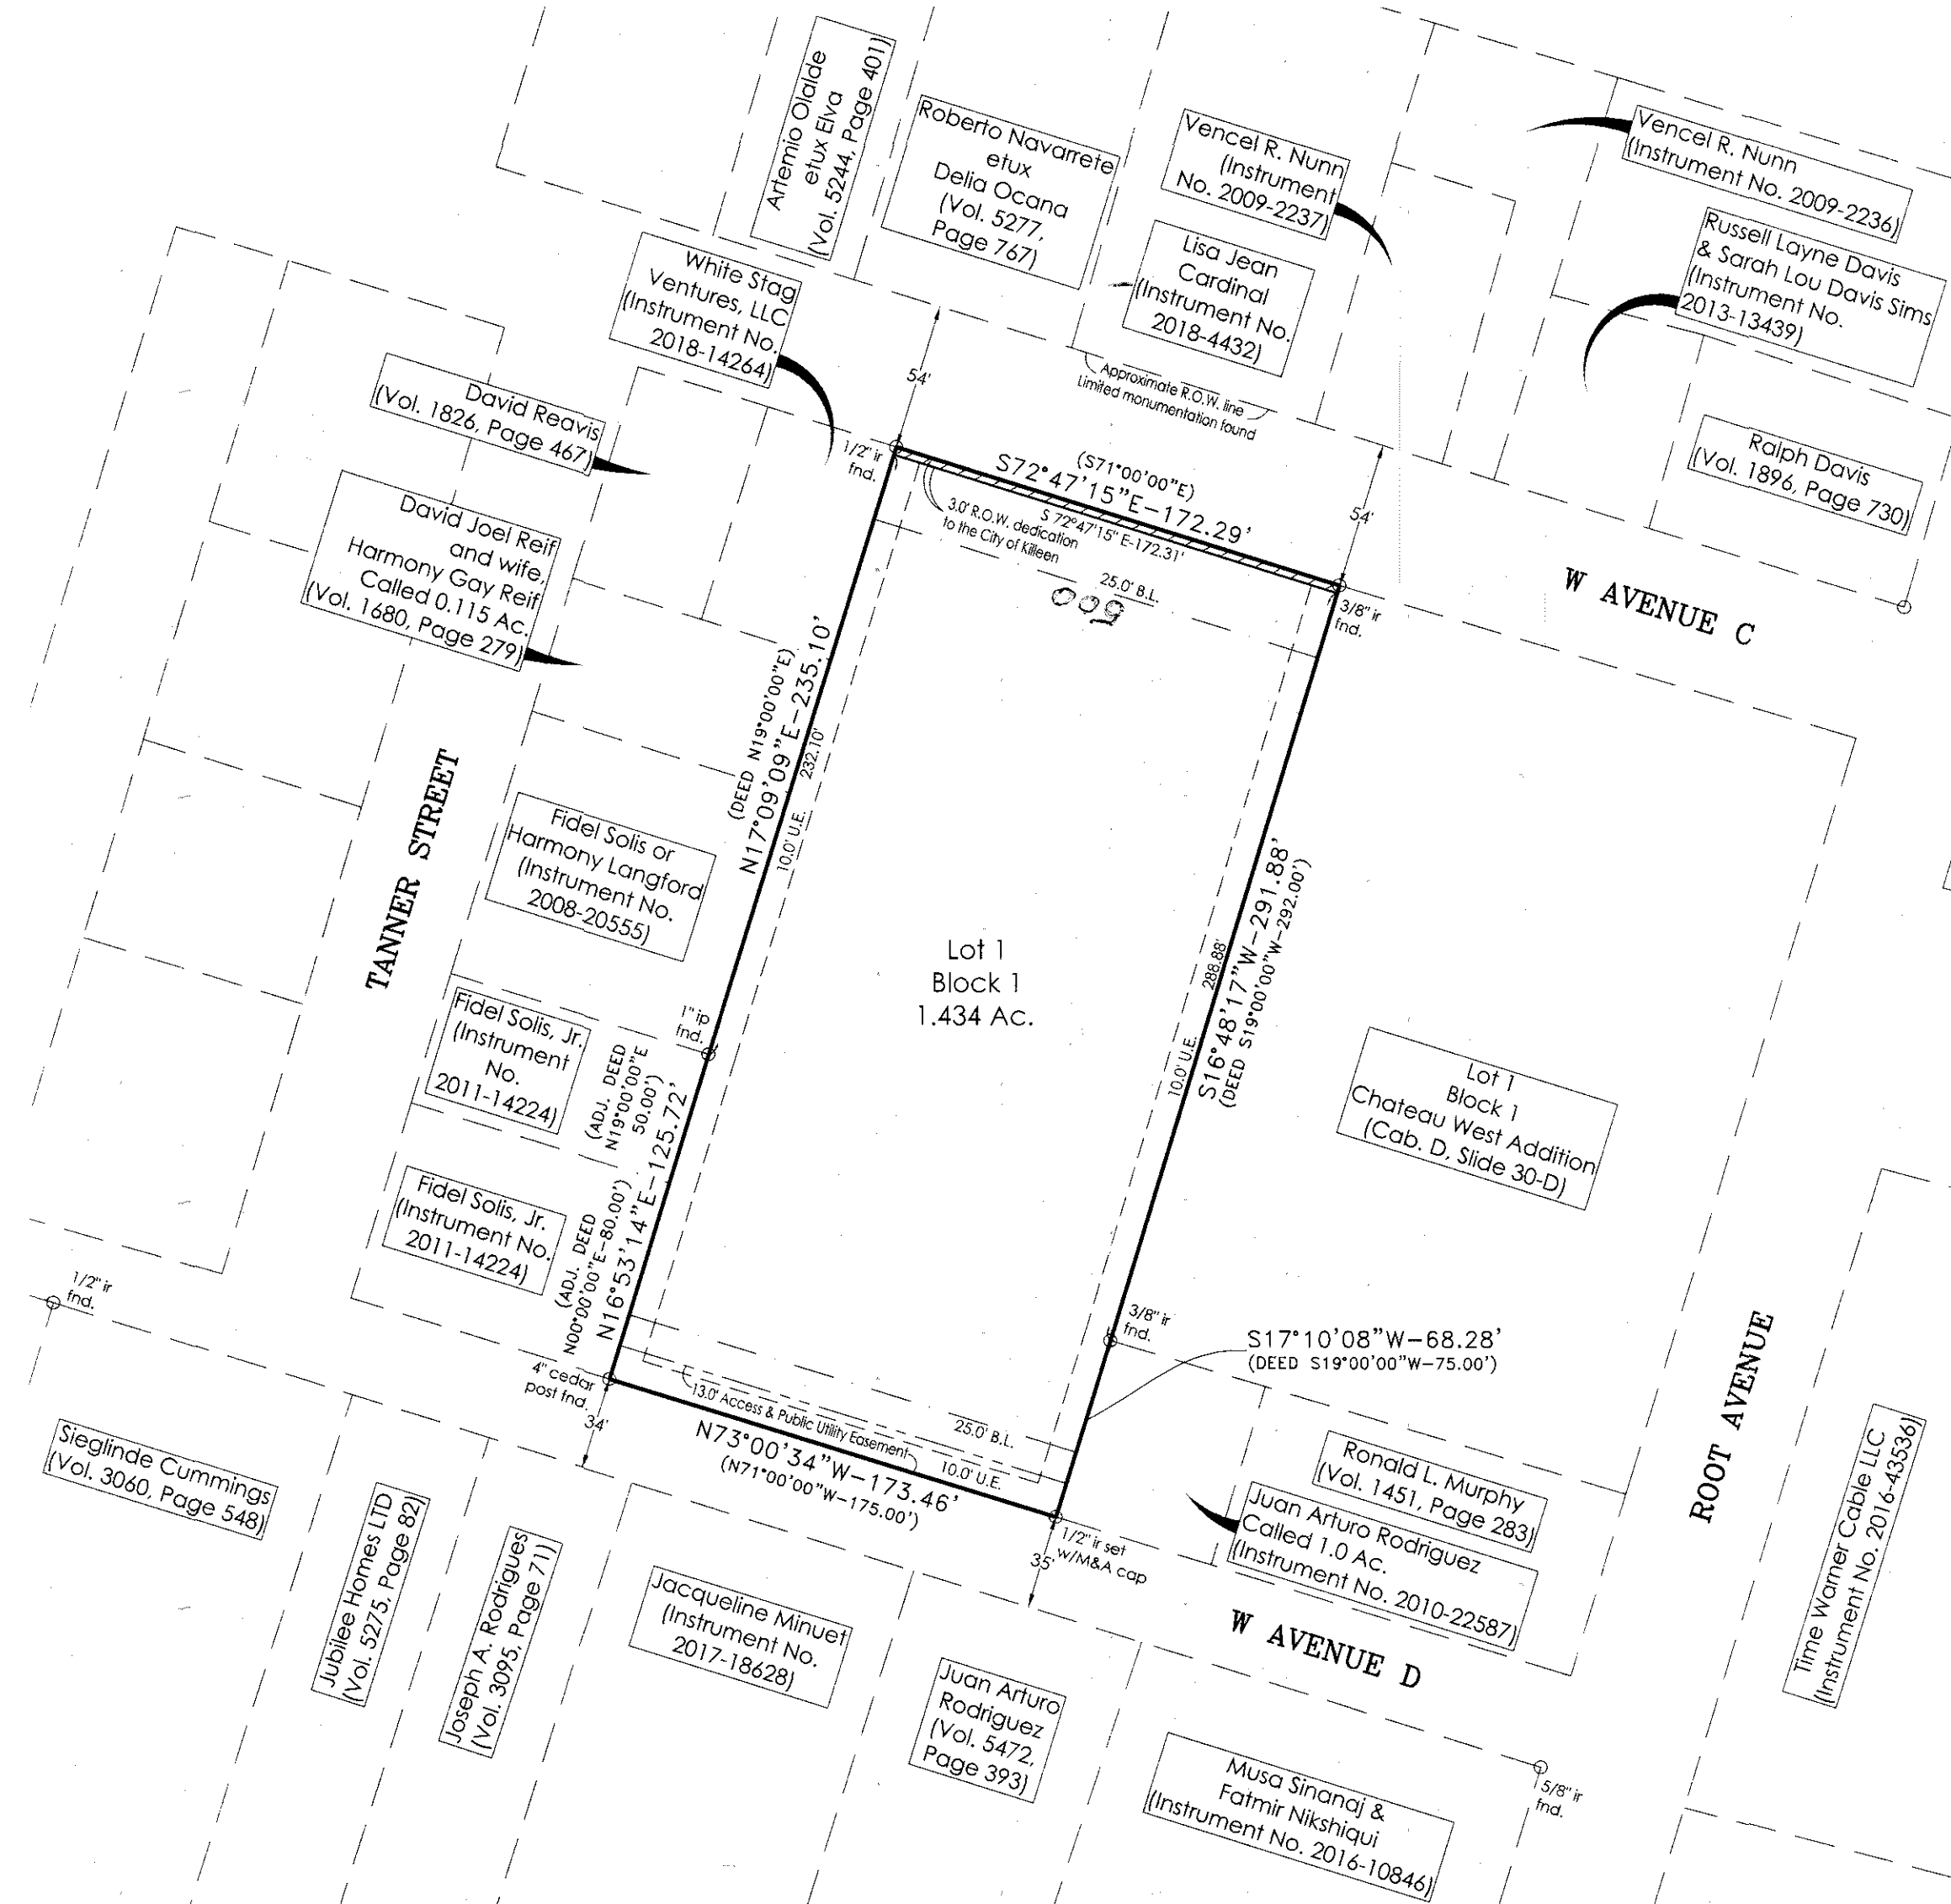 Artemio Olalde
etux Elva
(Vol. 5244, Page 401)
Roberto Navarrete
etux
Delia Ocana
(Vol. 5277,
Page 767)
Vencel R. Nunn
(Instrument
No. 2009-2237)
Vencel R. Nunn
(Instrument No. 2009-2236)
Lisa Jean
Cardinal
(Instrument No.
2018-4432)
Russell Layne Davis
& Sarah Lou Davis Sims
(Instrument No.
2013-13439)
White Stag
Ventures, LLC
(Instrument No.
2018-14264)
David Reavis
(Vol. 1826, Page 467)
54'
Approximate R.O.W. line
Limited monumentation found
Ralph Davis
(Vol. 1896, Page 730)
1/2" ir
fnd.
(S71°00'00"E)
S72°47'15"E-172.29'
S 72°47'15" E-172.31'
3.0' R.O.W. dedication
to the City of Killeen
54'
25.0' B.L.
500
3/8" ir
fnd.
W AVENUE C
David Joel Reif
and wife,
Harmony Gay Reif
Called 0.115 Ac.
(Vol. 1680, Page 279)
(DEED N19°00'00"E)
N17°09'09"E-235.10'
232.10'
10.0' U.E.
TANNER STREET
Fidel Solis or
Harmony Langford
(Instrument No.
2008-20555)
Lot 1
Block 1
1.434 Ac.
288.88'
10.0' U.E.
S16°48'17"W-291.88'
(DEED S19°00'00"W-292.00')
Fidel Solis, Jr.
(Instrument
No.
2011-14224)
1" ip
fnd.
(ADJ. DEED
N19°00'00"E
50.00')
N16°53'14"E-125.72'
(ADJ. DEED
N00°00'00"E-80.00')
Lot 1
Block 1
Chateau West Addition
(Cab. D, Slide 30-D)
Fidel Solis, Jr.
(Instrument No.
2011-14224)
1/2" ir
fnd.
3/8" ir
fnd.
S17°10'08"W-68.28'
(DEED S19°00'00"W-75.00')
ROOT AVENUE
4" cedar
post fnd.
34'
13.0' Access & Public Utility Easement
25.0' B.L.
10.0' U.E.
N73°00'34"W-173.46'
(N71°00'00"W-175.00')
1/2" ir set
w/M&A cap
35'
Ronald L. Murphy
(Vol. 1451, Page 283)
Juan Arturo Rodriguez
Called 1.0 Ac.
(Instrument No. 2010-22587)
Time Warner Cable LLC
(Instrument No. 2016-43536)
Sieglinde Cummings
(Vol. 3060, Page 548)
Jubilee Homes LTD
(Vol. 5275, Page 82)
Joseph A. Rodrigues
(Vol. 3095, Page 71)
Jacqueline Minuet
(Instrument No.
2017-18628)
W AVENUE D
Juan Arturo
Rodriguez
(Vol. 5472,
Page 393)
Musa Sinanaj &
Fatmir Nikshiqui
(Instrument No. 2016-10846)
5/8" ir
fnd.